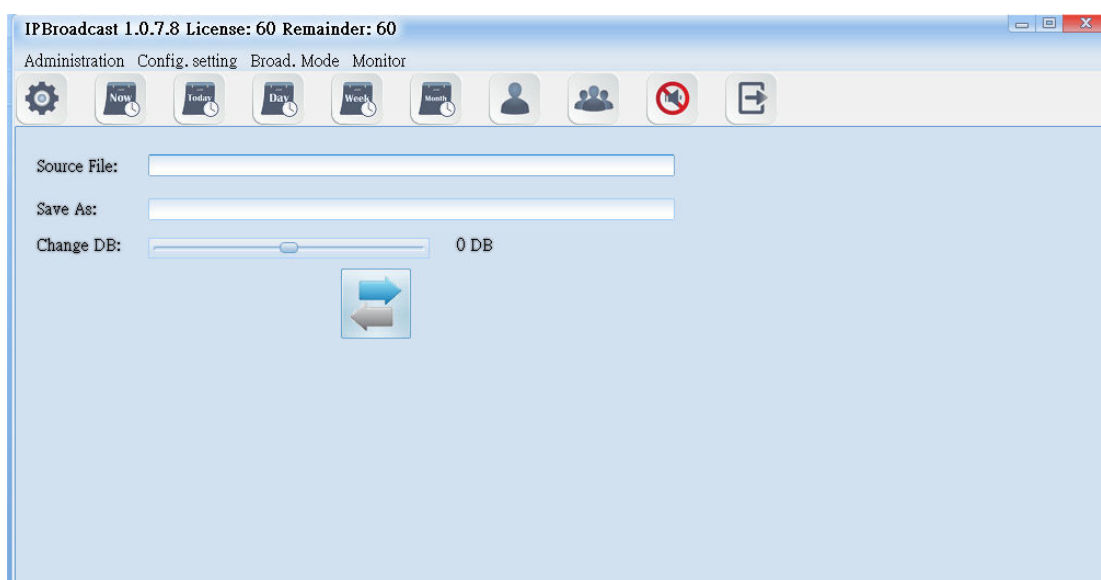 IPBroadcast 1.0.7.8 License: 60 Remainder: 60
Administration Config. setting Broad. Mode Monitor
Now Today Day Week Month
Source File:
Save As:
Change DB: 0 DB